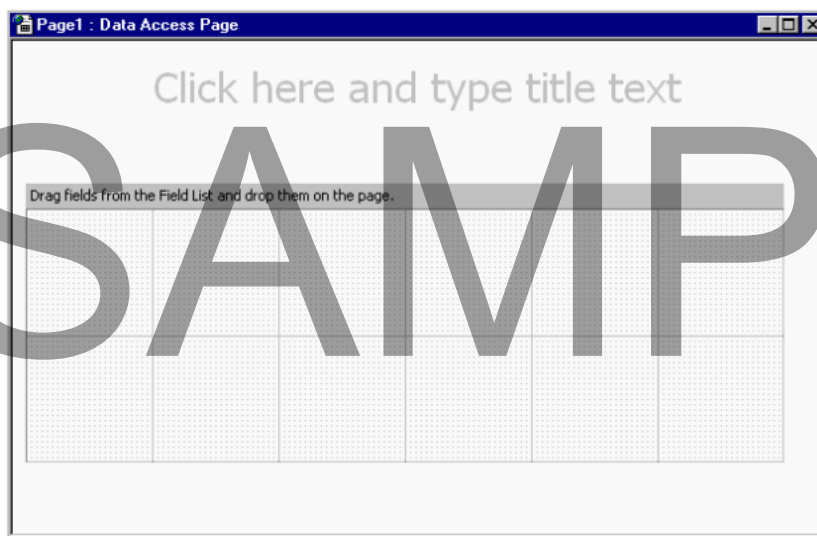 Page1 : Data Access Page
Click here and type title text
Drag fields from the Field List and drop them on the page.
SAMP